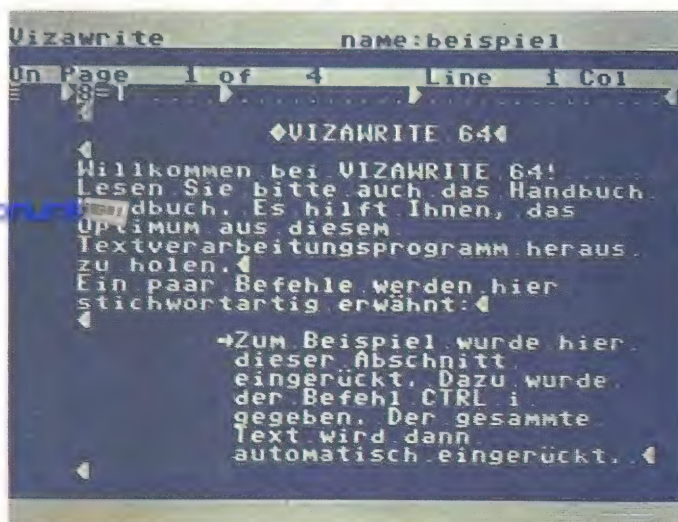 Vizawrite name:beispiel
On Page 1 of 4 Line 1 Col
◆VIZAWRITE 64
Willkommen bei VIZAWRITE 64!
Lesen Sie bitte auch das Handbuch
dbuch. Es hilft Ihnen, das
Optimum aus diesem
Textverarbeitungsprogramm heraus
zu holen.
Ein paar Befehle werden hier
stichwortartig erwähnt:
→Zum Beispiel wurde hier
dieser Abschnitt
eingerückt. Dazu wurde
der Befehl CTRL i
gegeben. Der gesammte
Text wird dann
automatisch eingerückt.